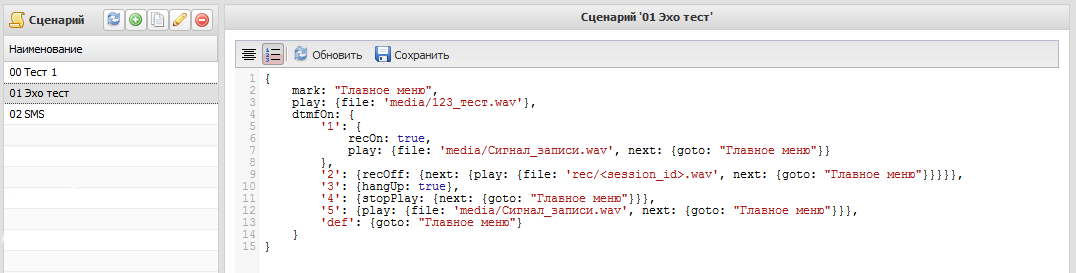 Сценарий
Наименование
00 Тест 1
01 Эхо тест
02 SMS
Сценарий '01 Эхо тест'
Обновить Сохранить
1 {
2     mark: "Главное меню",
3     play: {file: 'media/123_тест.wav'},
4     dtmfOn: {
5         '1': {
6             recOn: true,
7             play: {file: 'media/Сигнал_записи.wav', next: {goto: "Главное меню"}}
8         },
9         '2': {recOff: {next: {play: {file: 'rec/<session_id>.wav', next: {goto: "Главное меню"}}}}},
10         '3': {hangUp: true},
11         '4': {stopPlay: {next: {goto: "Главное меню"}}},
12         '5': {play: {file: 'media/Сигнал_записи.wav', next: {goto: "Главное меню"}}},
13         'def': {goto: "Главное меню"}
14     }
15 }